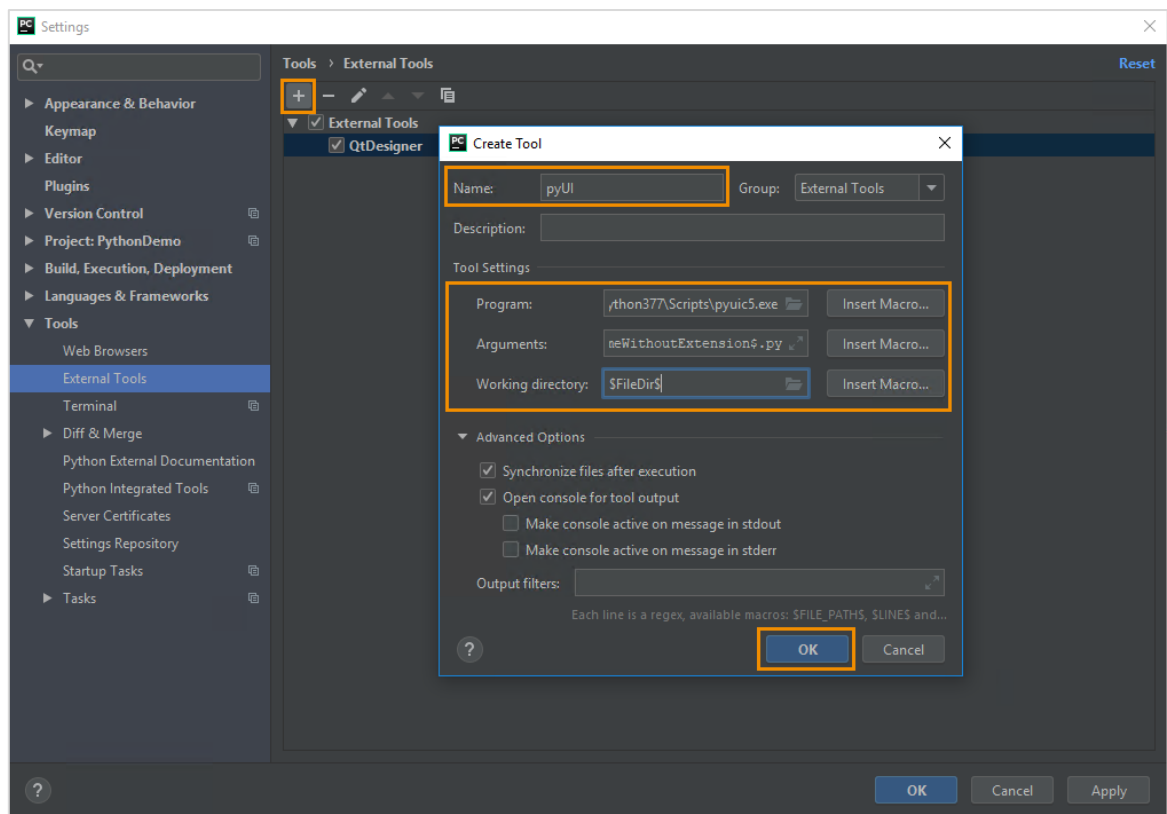 PC Settings
Tools › External Tools
Reset
Appearance & Behavior
Keymap
Editor
Plugins
Version Control
Project: PythonDemo
Build, Execution, Deployment
Languages & Frameworks
Tools
Web Browsers
External Tools
Terminal
Diff & Merge
Python External Documentation
Python Integrated Tools
Server Certificates
Settings Repository
Startup Tasks
Tasks
External Tools
QtDesigner
PC Create Tool
Name: pyUI Group: External Tools
Description:
Tool Settings
Program: ython377\Scripts\pyuic5.exe Insert Macro...
Arguments: meWithoutExtension$.py Insert Macro...
Working directory: $FileDir$ Insert Macro...
Advanced Options
Synchronize files after execution
Open console for tool output
Make console active on message in stdout
Make console active on message in stderr
Output filters:
Each line is a regex, available macros: $FILE_PATH$, $LINE$ and...
? OK Cancel
? OK Cancel Apply